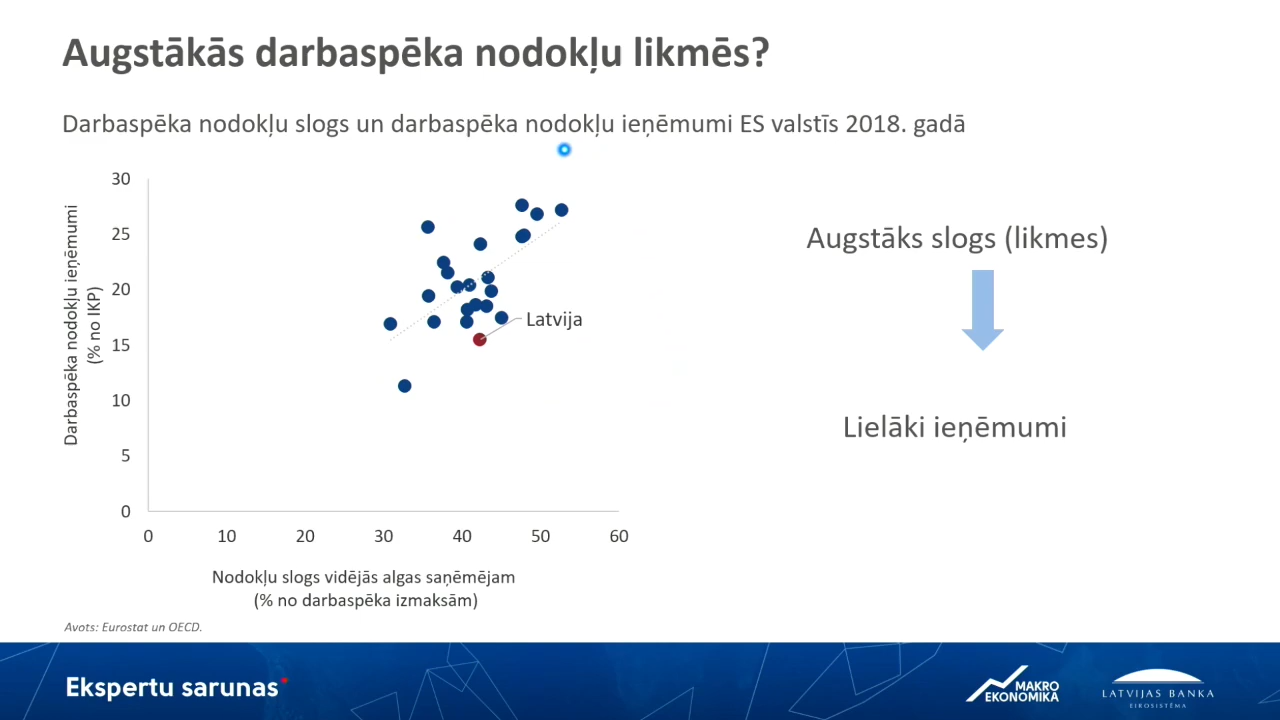 Augstākās darbaspēka nodokļu likmēs?
Darbaspēka nodokļu slogs un darbaspēka nodokļu ieņēmumi ES valstīs 2018. gadā
Darbaspēka nodokļu ieņēmumi
(% no IKP)
30
25
20
15
10
5
0
Latvija
0 10 20 30 40 50 60
Nodokļu slogs vidējās algas saņēmējam
(% no darbaspēka izmaksām)
Augstāks slogs (likmes)
Lielāki ieņēmumi
Avots: Eurostat un OECD.
Ekspertu sarunas
MAKRO
EKONOMIKA
LATVIJAS BANKA
EIROSISTĒMA